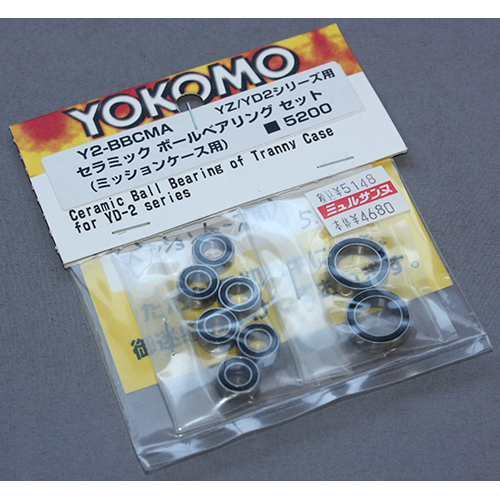 YOKOMO
Y2-BBCMA YZ/YD2シリーズ用
セラミック ボールベアリング セット
(ミッションケース用) ■5200
Ceramic Ball Bearing of Tranny Case
for YD-2 series
税込¥5148
ミュルサンヌ
本体¥4680